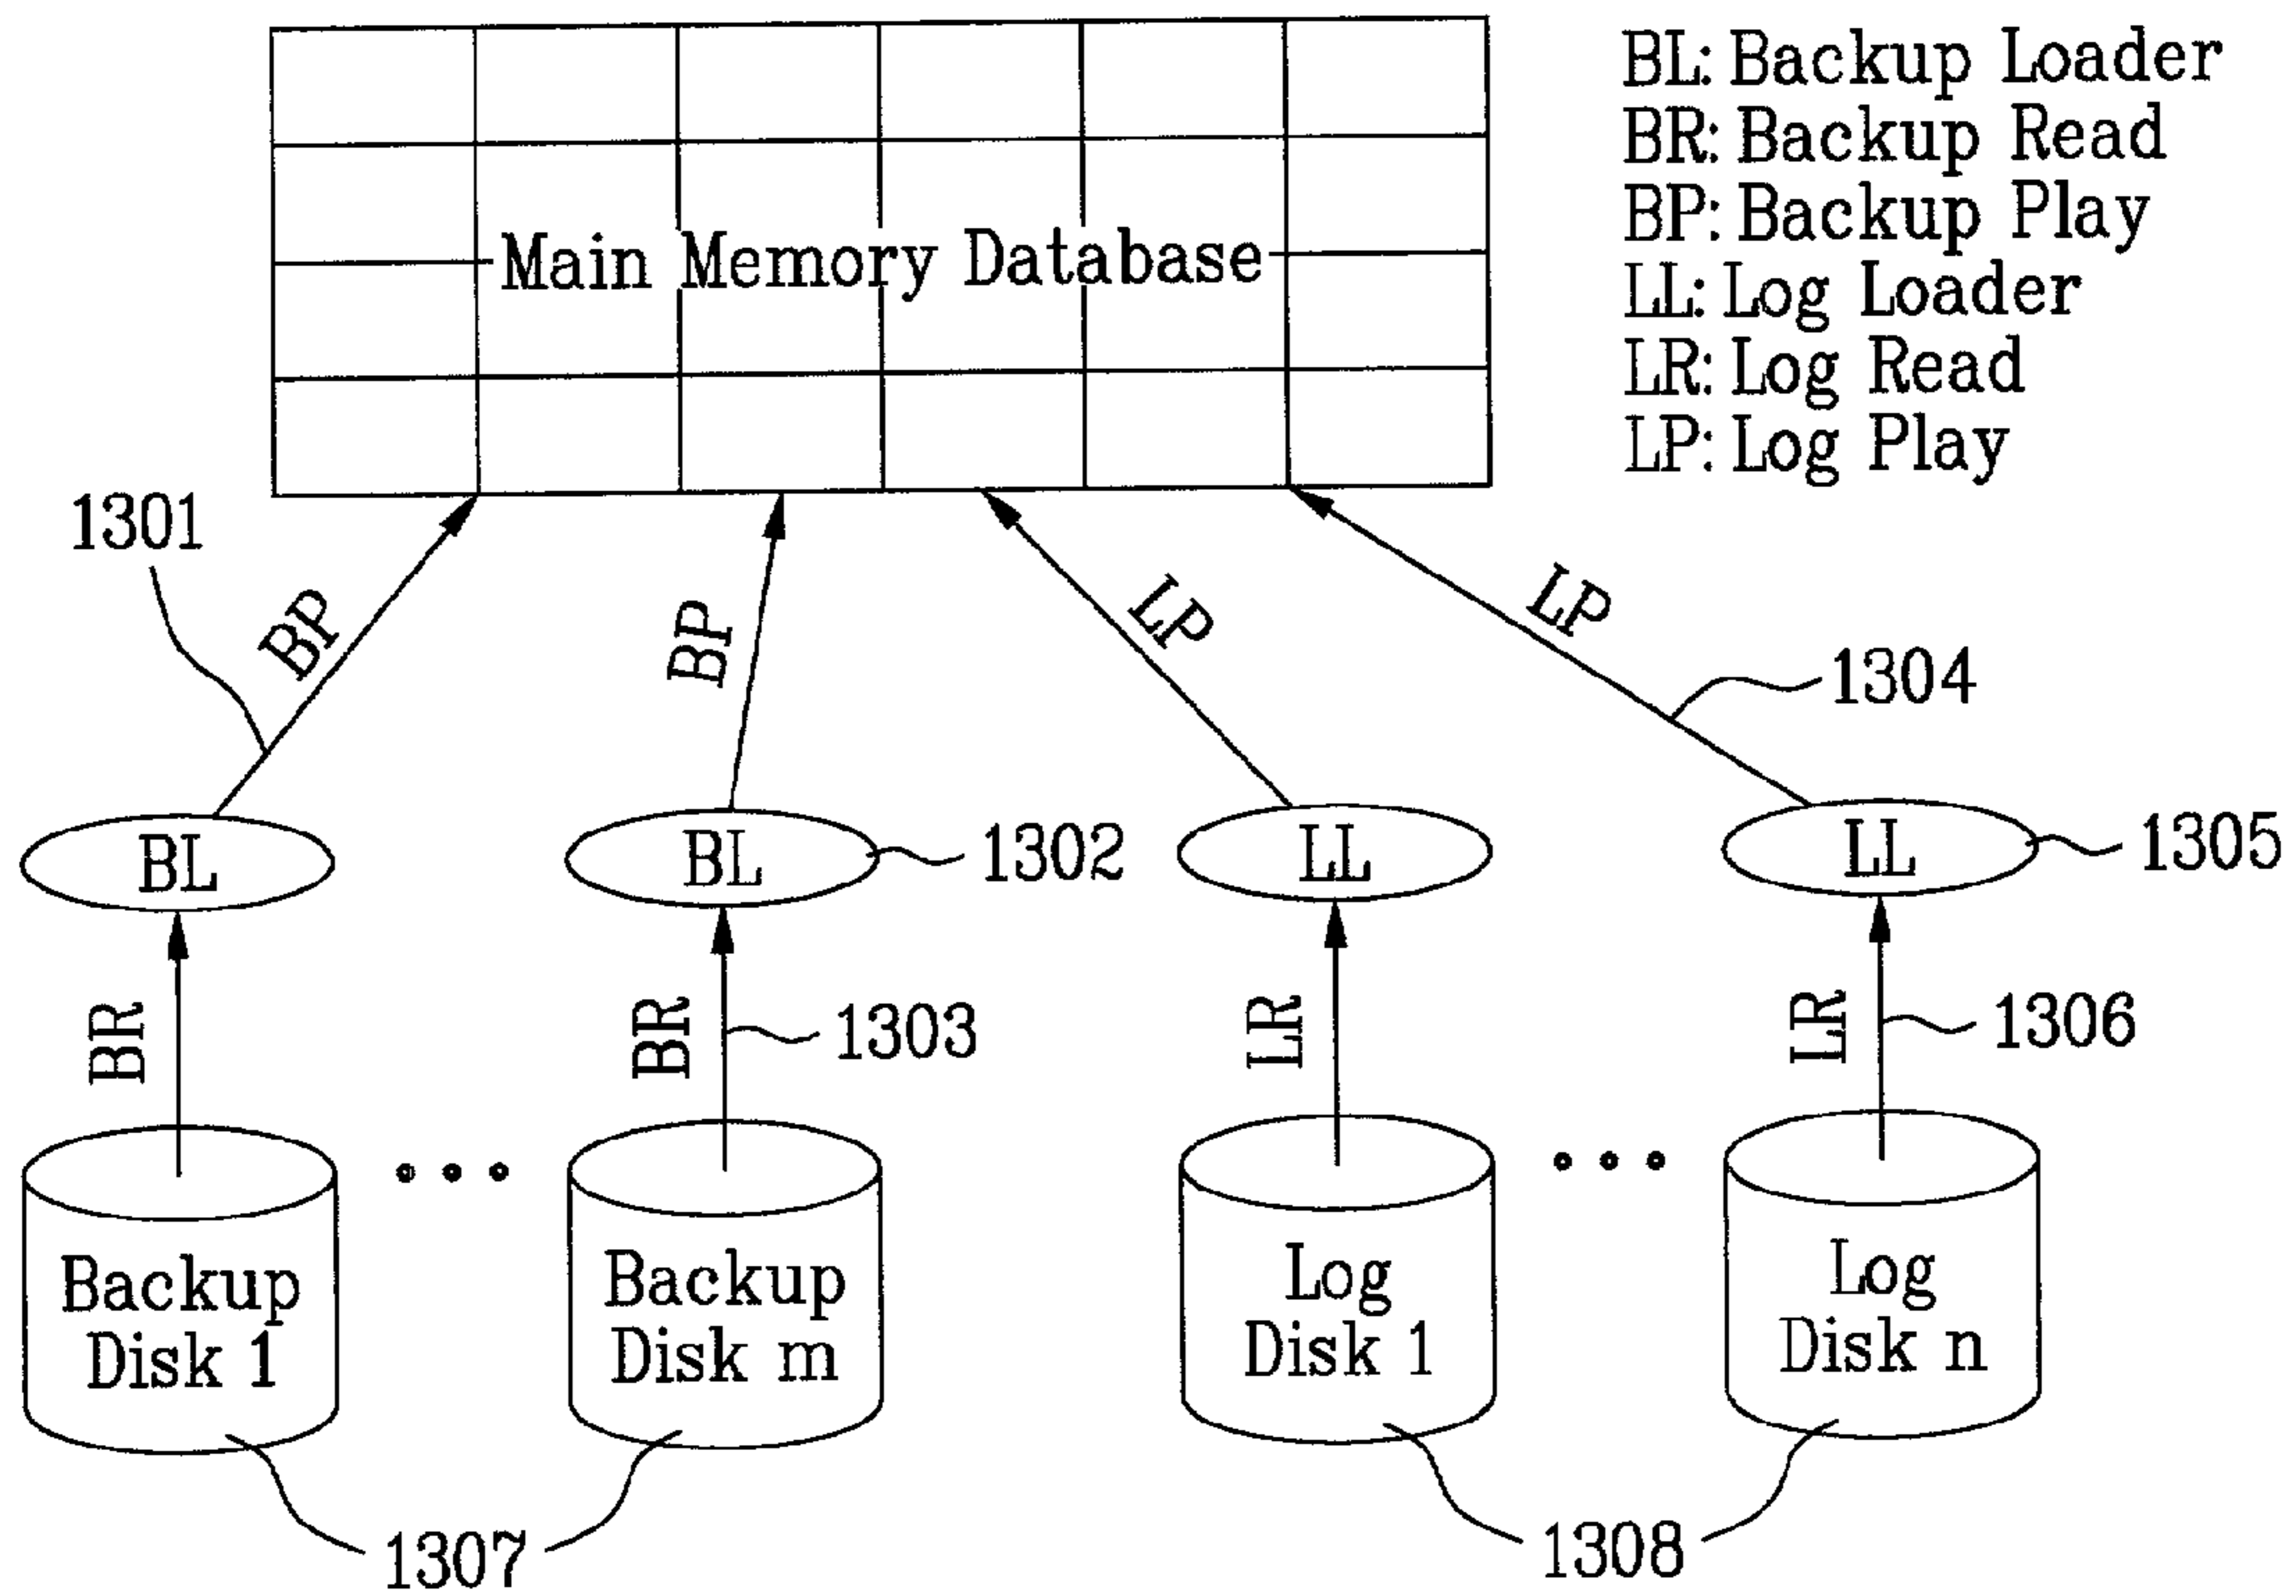 BL: Backup Loader
BR: Backup Read
BP: Backup Play
LL: Log Loader
LR: Log Read
LP: Log Play
Main Memory Database
1301
BP
BP
LP
LP
1304
BL
BL
1302
LL
LL
1305
BR
BR
1303
LR
LR
1306
Backup
Disk 1
Backup
Disk m
Log
Disk 1
Log
Disk n
1307
1308